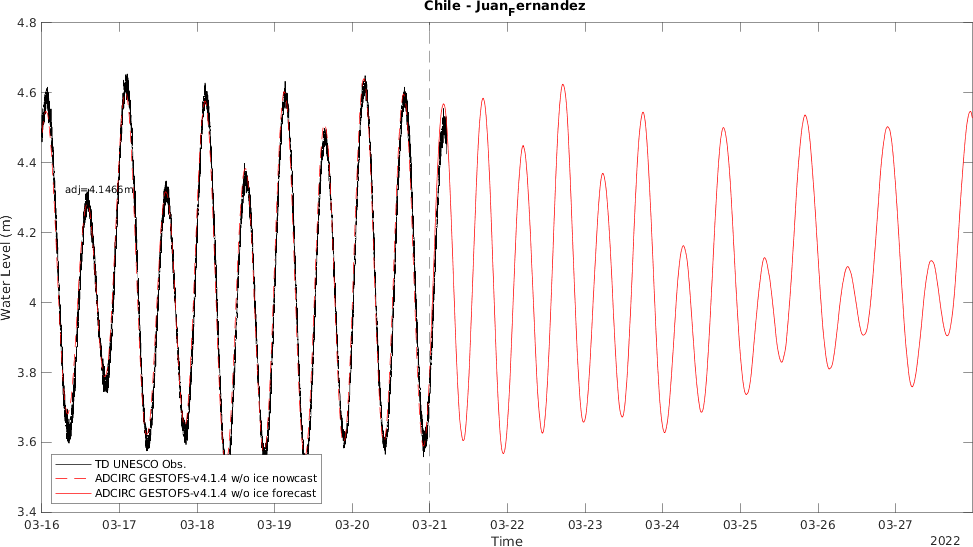 Chile - Juan_Fernandez
4.8
4.6
4.4
4.2
4
3.8
3.6
3.4
Water Level (m)
adj=4.1466m
TD UNESCO Obs.
ADCIRC GESTOFS-v4.1.4 w/o ice nowcast
ADCIRC GESTOFS-v4.1.4 w/o ice forecast
03-16 03-17 03-18 03-19 03-20 03-21 03-22 03-23 03-24 03-25 03-26 03-27
Time
2022